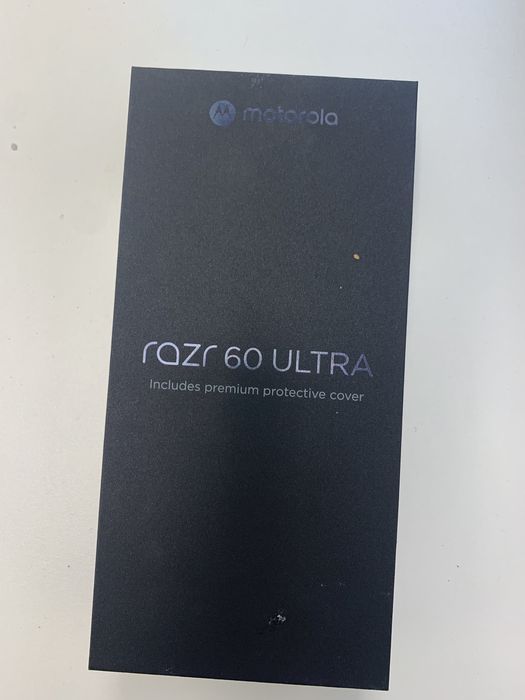 motorola
razr 60 ULTRA
Includes premium protective cover